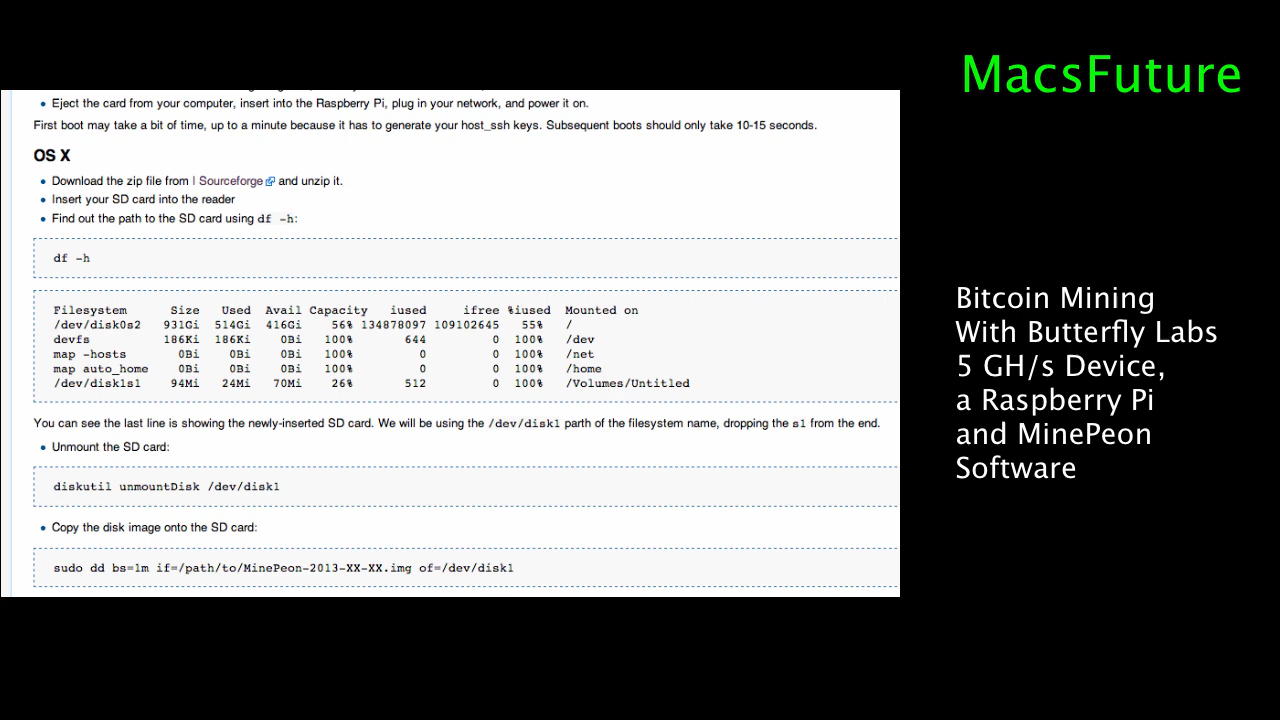 MacsFuture
Eject the card from your computer, insert into the Raspberry Pi, plug in your network, and power it on.
First boot may take a bit of time, up to a minute because it has to generate your host_ssh keys. Subsequent boots should only take 10-15 seconds.
OS X
Download the zip file from | Sourceforge and unzip it.
Insert your SD card into the reader
Find out the path to the SD card using df -h:
df -h
Filesystem Size Used Avail Capacity iused ifree %iused Mounted on
/dev/disk0s2 931Gi 514Gi 416Gi 56% 134878097 109102645 55% /
devfs 186Ki 186Ki 0Bi 100% 644 0 100% /dev
map -hosts 0Bi 0Bi 0Bi 100% 0 0 100% /net
map auto_home 0Bi 0Bi 0Bi 100% 0 0 100% /home
/dev/disk1s1 94Mi 24Mi 70Mi 26% 512 0 100% /Volumes/Untitled
You can see the last line is showing the newly-inserted SD card. We will be using the /dev/disk1 parth of the filesystem name, dropping the s1 from the end.
Unmount the SD card:
diskutil unmountDisk /dev/disk1
Copy the disk image onto the SD card:
sudo dd bs=1m if=/path/to/MinePeon-2013-XX-XX.img of=/dev/disk1
Bitcoin Mining
With Butterfly Labs
5 GH/s Device,
a Raspberry Pi
and MinePeon
Software